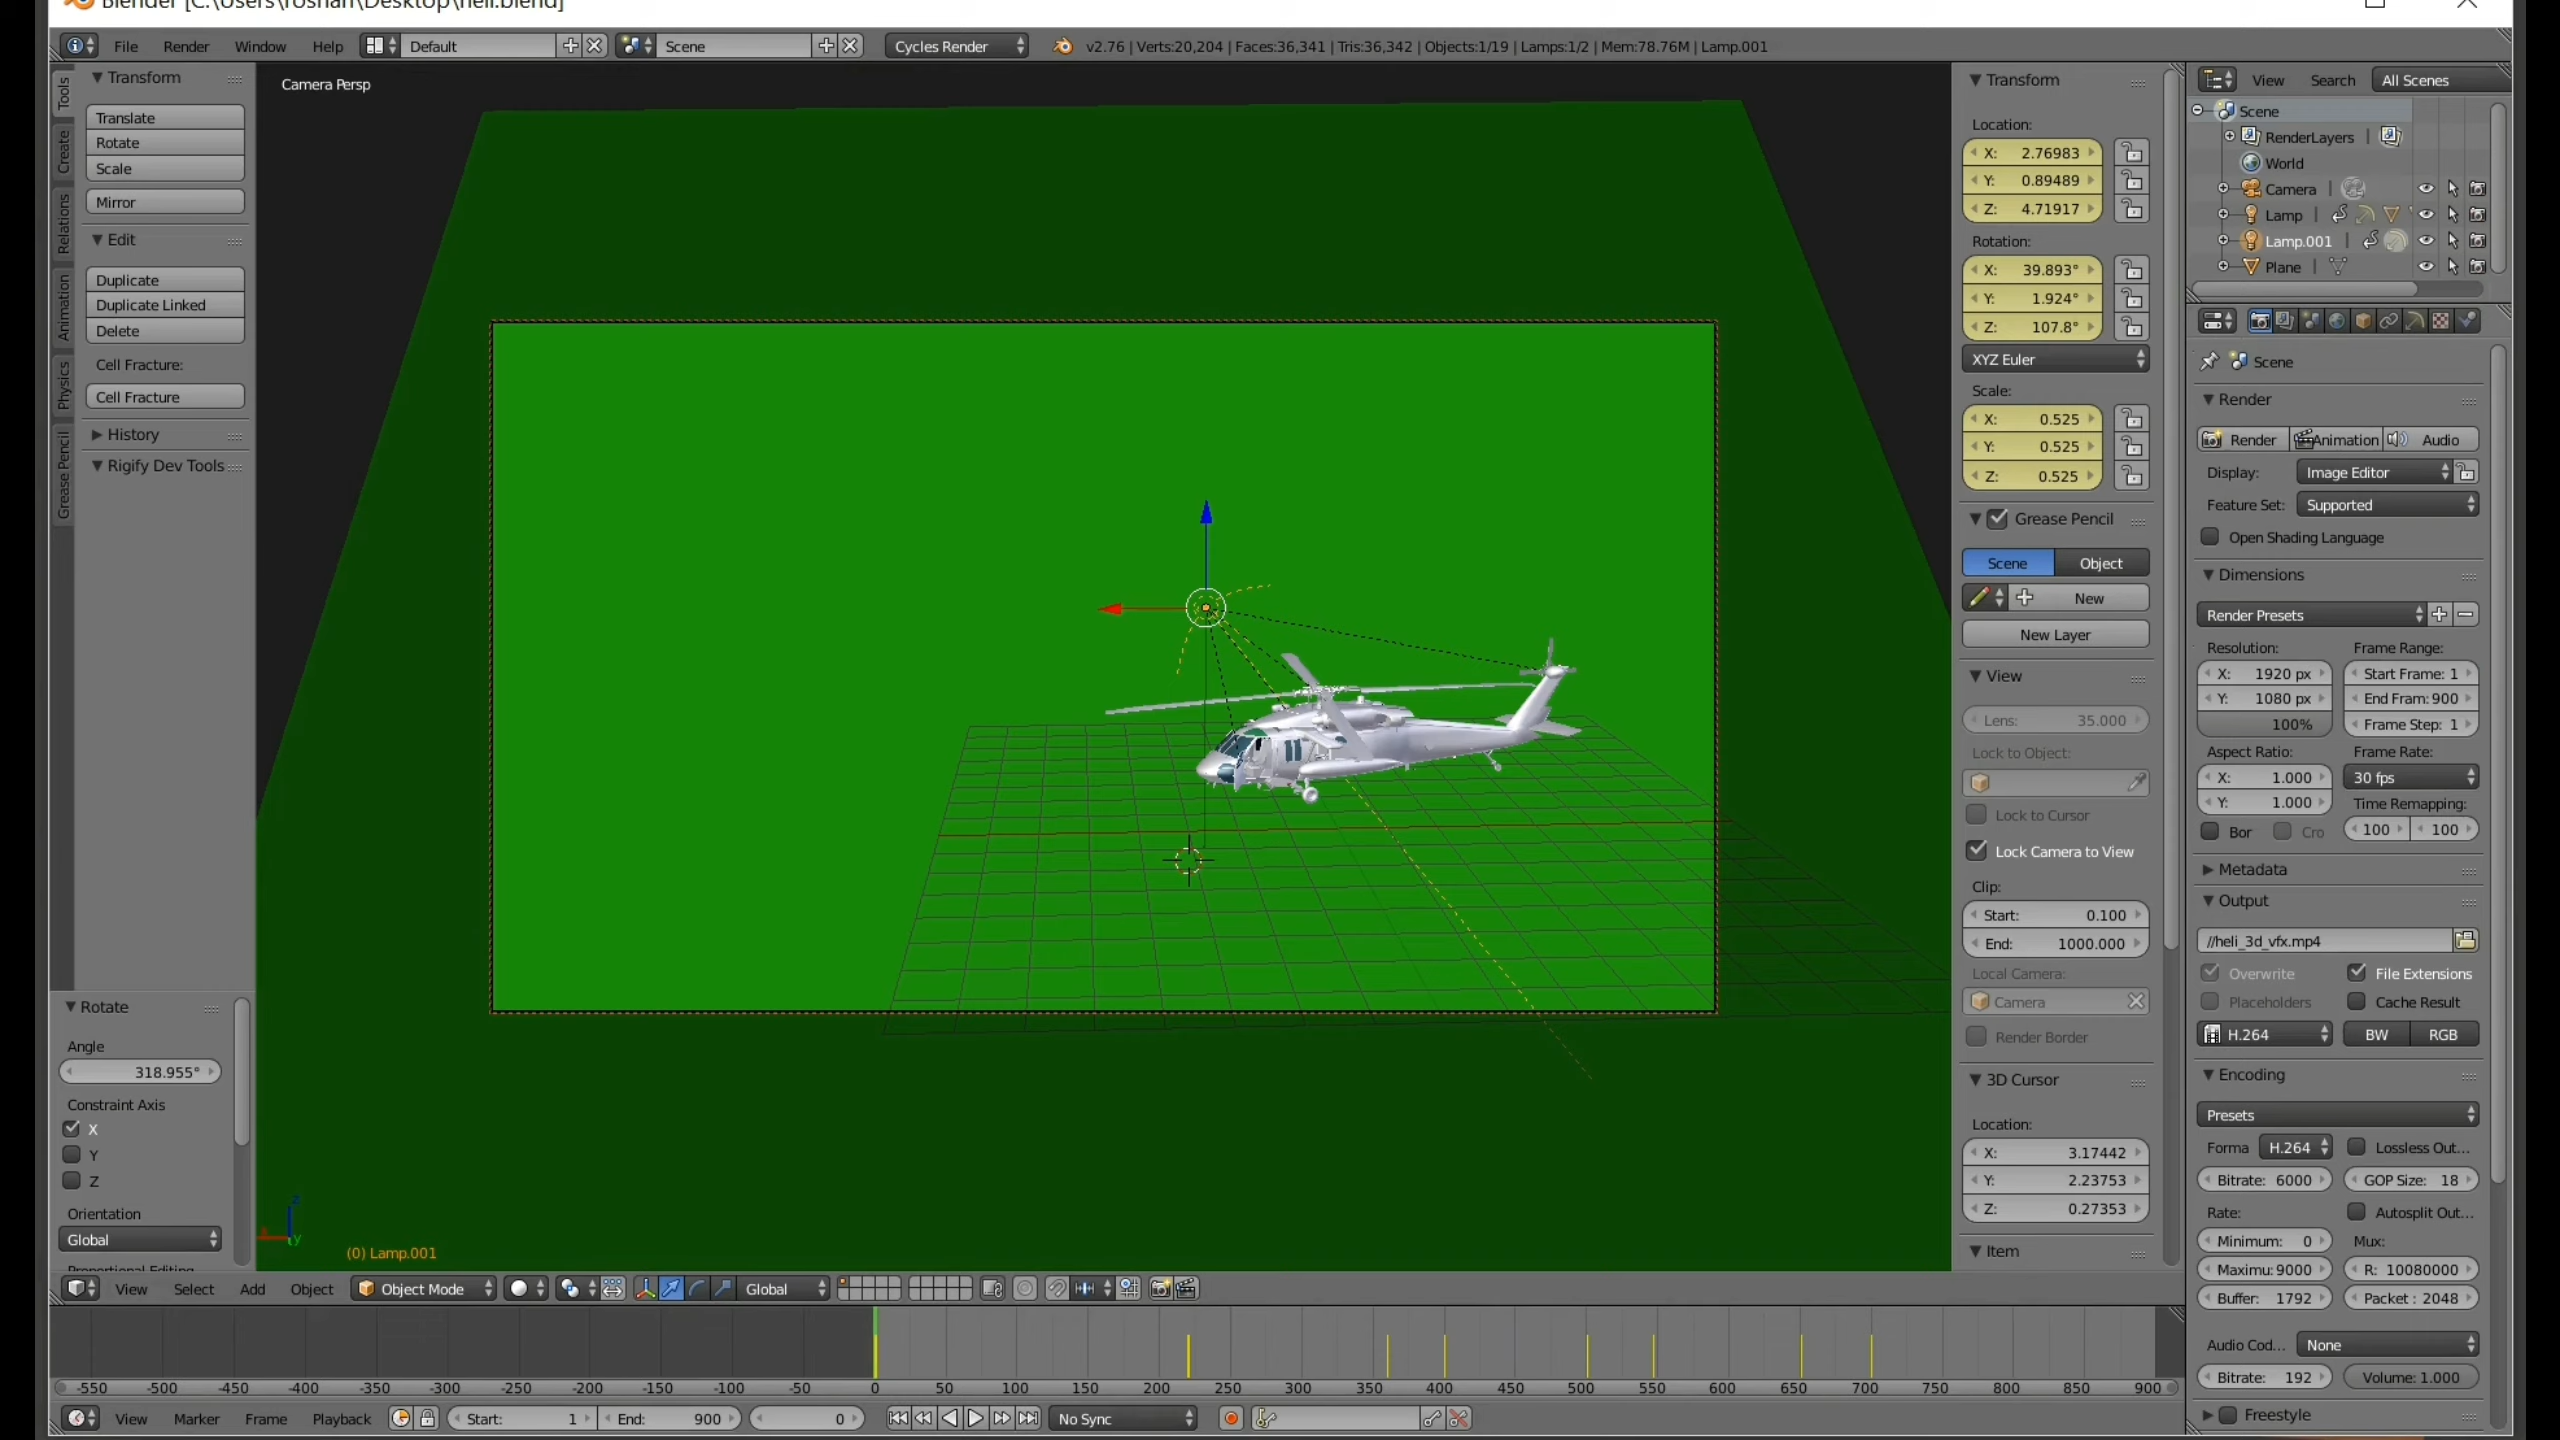 Blender [C:\Users\roshan\Desktop\heli.blend]
File Render Window Help Default Scene Cycles Render v2.76 | Verts:20,204 | Faces:36,341 | Tris:36,342 | Objects:1/19 | Lamps:1/2 | Mem:78.76M | Lamp.001
Tools
Create
Relations
Animation
Physics
Grease Pencil
Transform
Translate
Rotate
Scale
Mirror
Edit
Duplicate
Duplicate Linked
Delete
Cell Fracture:
Cell Fracture
History
Rigify Dev Tools
Rotate
Angle
318.955°
Constraint Axis
X
Y
Z
Orientation
Global
Camera Persp
z
y
(0) Lamp.001
Transform
Location:
X: 2.76983
Y: 0.89489
Z: 4.71917
Rotation:
X: 39.893°
Y: 1.924°
Z: 107.8°
XYZ Euler
Scale:
X: 0.525
Y: 0.525
Z: 0.525
Grease Pencil
Scene Object
New
New Layer
View
Lens: 35.000
Lock to Object:
Lock to Cursor
Lock Camera to View
Clip:
Start: 0.100
End: 1000.000
Local Camera:
Camera
Render Border
3D Cursor
Location:
X: 3.17442
Y: 2.23753
Z: 0.27353
Item
View Search All Scenes
Scene
RenderLayers
World
Camera
Lamp
Lamp.001
Plane
Scene
Render
Render Animation Audio
Display: Image Editor
Feature Set: Supported
Open Shading Language
Dimensions
Render Presets
Resolution: Frame Range:
X: 1920 px Start Frame: 1
Y: 1080 px End Fram: 900
100% Frame Step: 1
Aspect Ratio: Frame Rate:
X: 1.000 30 fps
Y: 1.000 Time Remapping:
Bor Cro 100 100
Metadata
Output
//heli_3d_vfx.mp4
Overwrite File Extensions
Placeholders Cache Result
H.264 BW RGB
Encoding
Presets
Forma H.264 Lossless Out...
Bitrate: 6000 GOP Size: 18
Rate: Autosplit Out...
Minimum: 0 Mux:
Maximu: 9000 R: 10080000
Buffer: 1792 Packet : 2048
Audio Cod... None
Bitrate: 192 Volume: 1.000
Freestyle
View Select Add Object Object Mode Global
-550 -500 -450 -400 -350 -300 -250 -200 -150 -100 -50 0 50 100 150 200 250 300 350 400 450 500 550 600 650 700 750 800 850 900
View Marker Frame Playback Start: 1 End: 900 0 No Sync